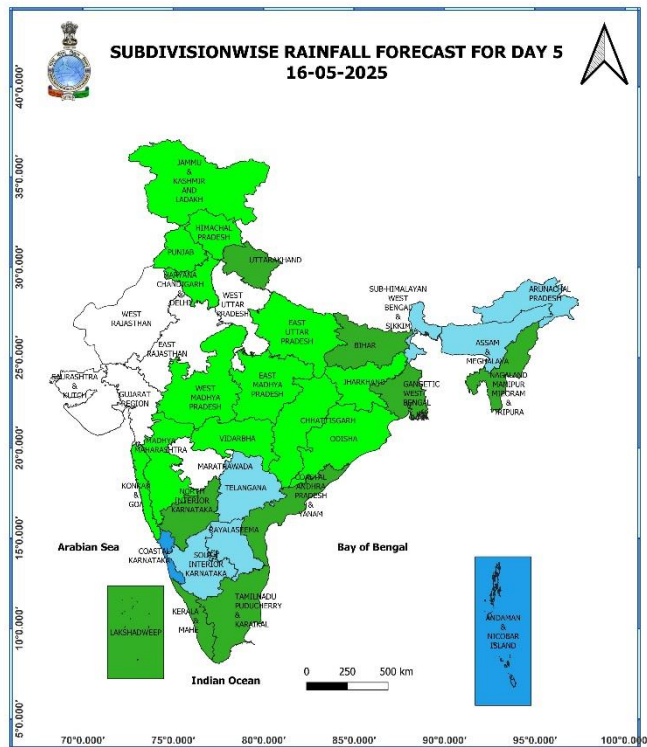 SUBDIVISIONWISE RAINFALL FORECAST FOR DAY 5
16-05-2025
40°0.000'
35°0.000'
30°0.000'
25°0.000'
20°0.000'
15°0.000'
10°0.000'
5°0.000'
JAMMU
&
KASHMIR
AND
LADAKH
HIMACHAL
PRADESH
PUNJAB
UTTARAKHAND
HARYANA
CHANDIGARH
&
DELHI
WEST
UTTAR
PRADESH
WEST
RAJASTHAN
EAST
RAJASTHAN
EAST
UTTAR
PRADESH
SUB-HIMALAYAN
WEST
BENGAL
&
SIKKIM
ARUNACHAL
PRADESH
ASSAM
&
MEGHALAYA
NAGALAND
MANIPUR
MIZORAM
&
TRIPURA
BIHAR
SAURASHTRA
&
KUTCH
GUJARAT
REGION
WEST
MADHYA
PRADESH
EAST
MADHYA
PRADESH
JHARKHAND
GANGETIC
WEST
BENGAL
CHHATTISGARH
ODISHA
MADHYA
MAHARASHTRA
VIDARBHA
MARATHWADA
KONKAN
&
GOA
NORTH
INTERIOR
KARNATAKA
TELANGANA
COASTAL
ANDHRA
PRADESH
&
YANAM
RAYALASEEMA
Arabian Sea
Bay of Bengal
COASTAL
KARNATAKA
SOUTH
INTERIOR
KARNATAKA
TAMILNADU
PUDUCHERRY
&
KARAIKAL
KERALA
&
MAHE
LAKSHADWEEP
ANDAMAN
&
NICOBAR
ISLAND
Indian Ocean
0 250 500 km
70°0.000' 75°0.000' 80°0.000' 85°0.000' 90°0.000' 95°0.000' 100°0.000'